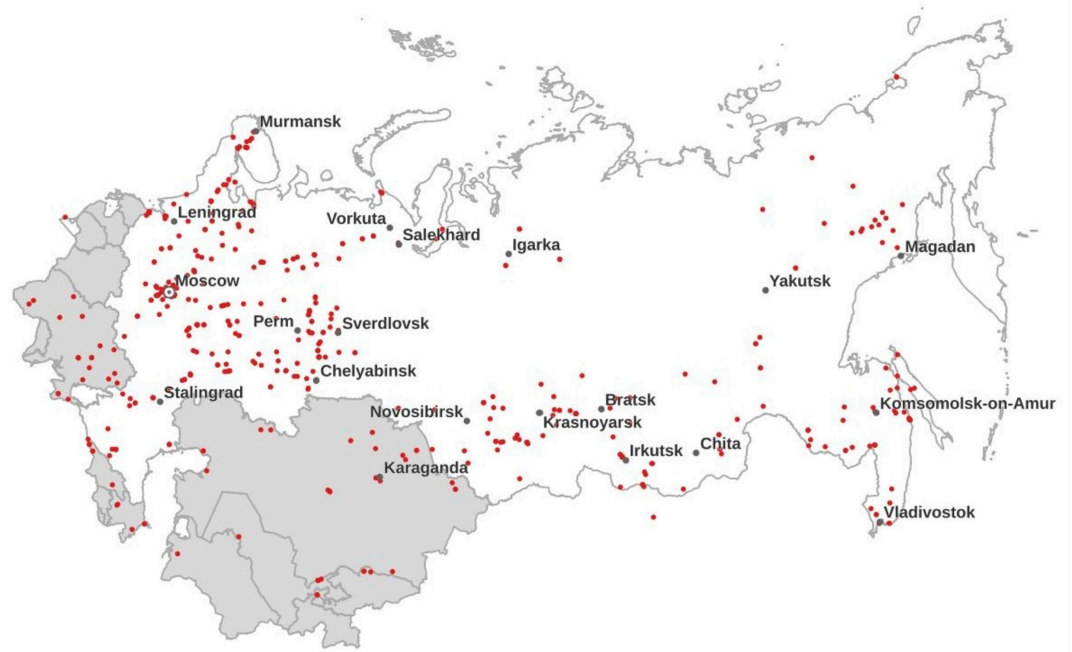 Murmansk
Leningrad
Vorkuta
Salekhard
Igarka
Magadan
Moscow
Yakutsk
Perm
Sverdlovsk
Chelyabinsk
Stalingrad
Novosibirsk
Bratsk
Krasnoyarsk
Komsomolsk-on-Amur
Irkutsk
Chita
Karaganda
Vladivostok